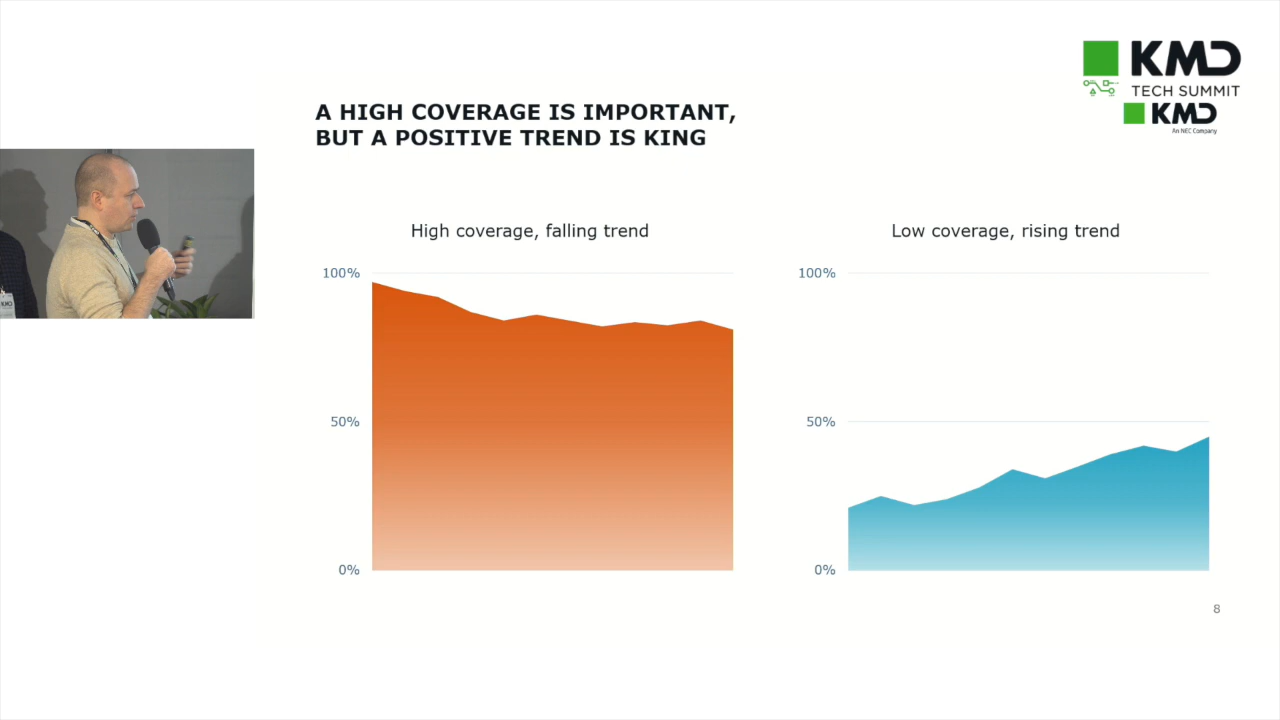 KMD
TECH SUMMIT
KMD
An NEC Company
A HIGH COVERAGE IS IMPORTANT,
BUT A POSITIVE TREND IS KING
High coverage, falling trend
100%
50%
0%
Low coverage, rising trend
100%
50%
0%
KMD
8